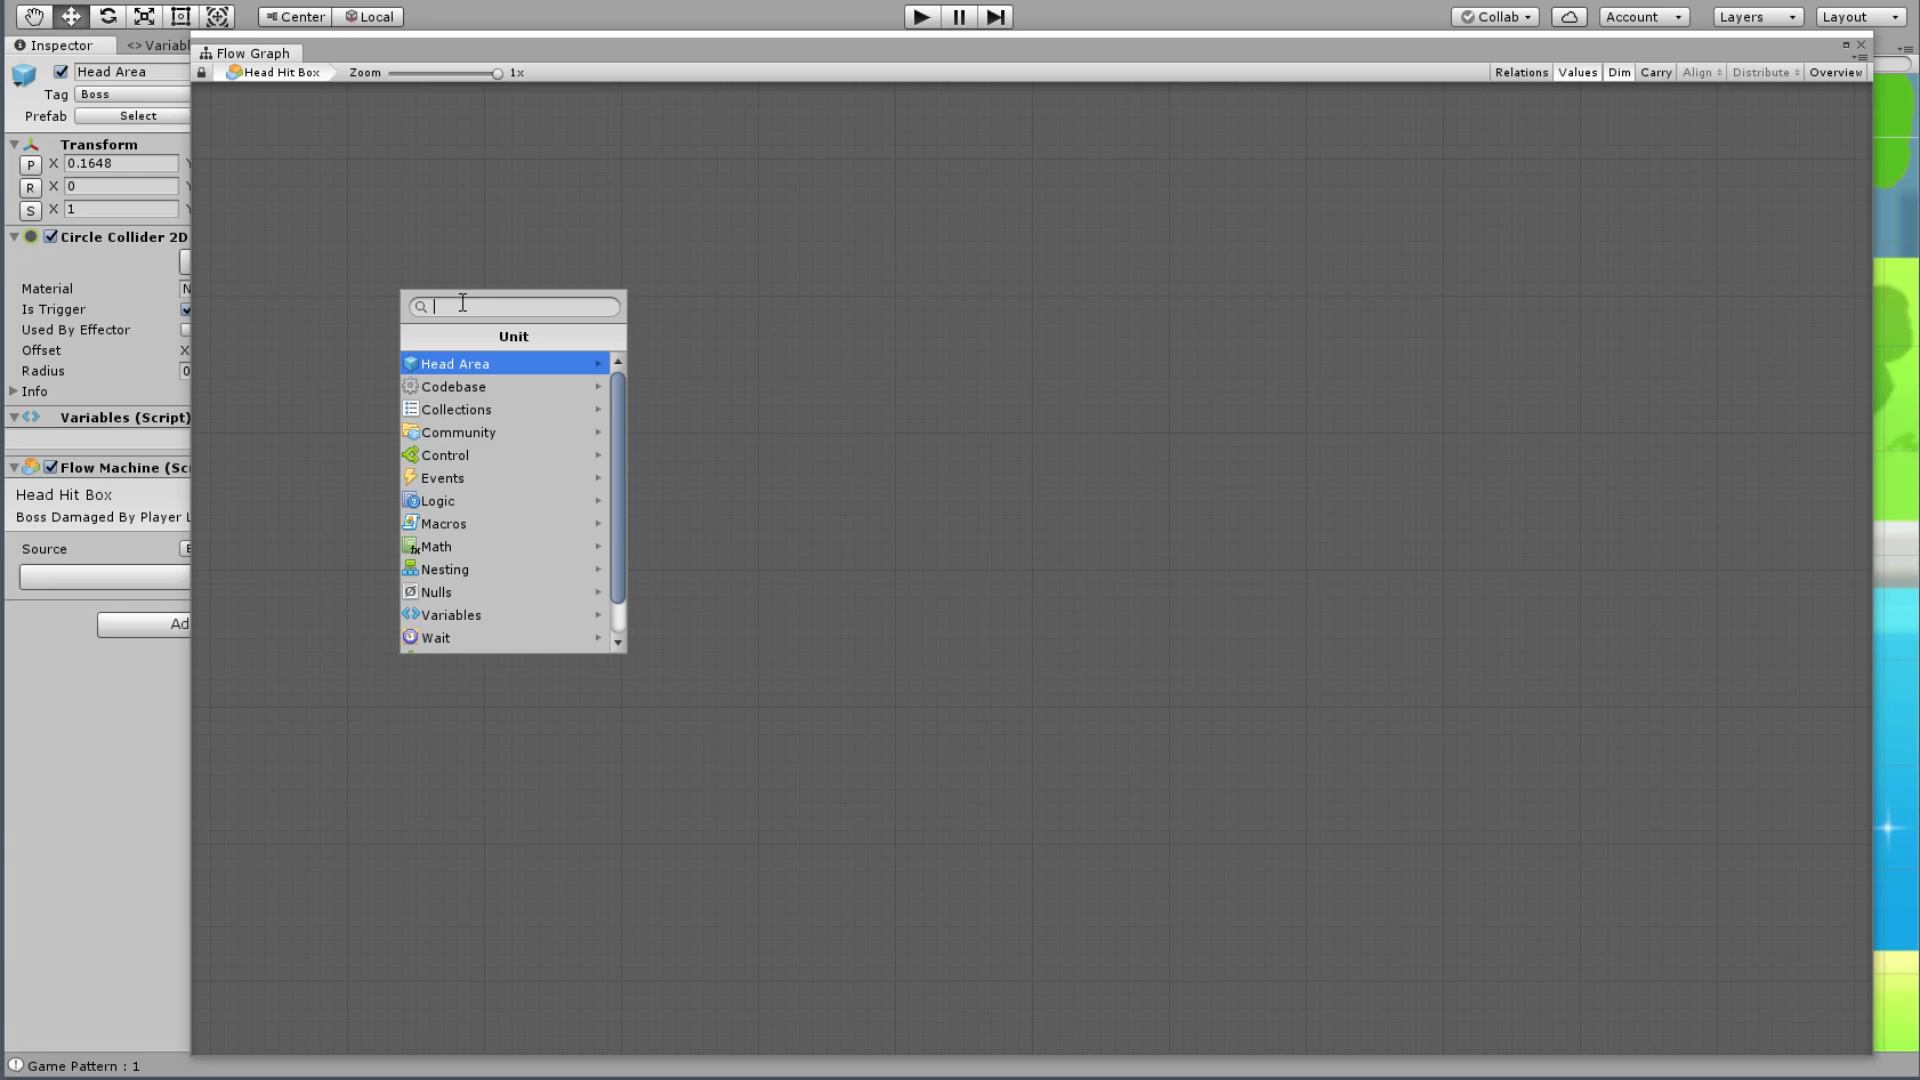 Center
Local
Collab
Account
Layers
Layout
Inspector
<> Variabl
Flow Graph
Head Area
Head Hit Box
Zoom
1x
Relations
Values
Dim
Carry
Align
Distribute
Overview
Tag
Boss
Prefab
Select
Transform
P X 0.1648
R X 0
S X 1
Circle Collider 2D
Material
N
Is Trigger
Used By Effector
Offset
X
Radius
0
Info
Variables (Script)
Flow Machine (Sc
Head Hit Box
Boss Damaged By Player L
Source
E
Ad
Unit
Head Area
Codebase
Collections
Community
Control
Events
Logic
Macros
Math
Nesting
Nulls
Variables
Wait
Game Pattern : 1